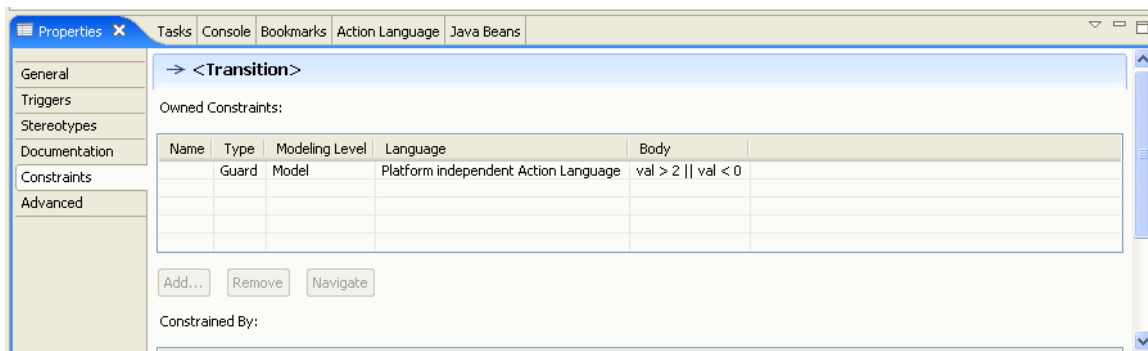 Properties Tasks Console Bookmarks Action Language Java Beans
General
Triggers
Stereotypes
Documentation
Constraints
Advanced
<Transition>
Owned Constraints:
Name Type Modeling Level Language Body
Guard Model Platform independent Action Language val > 2 || val < 0
Add... Remove Navigate
Constrained By: